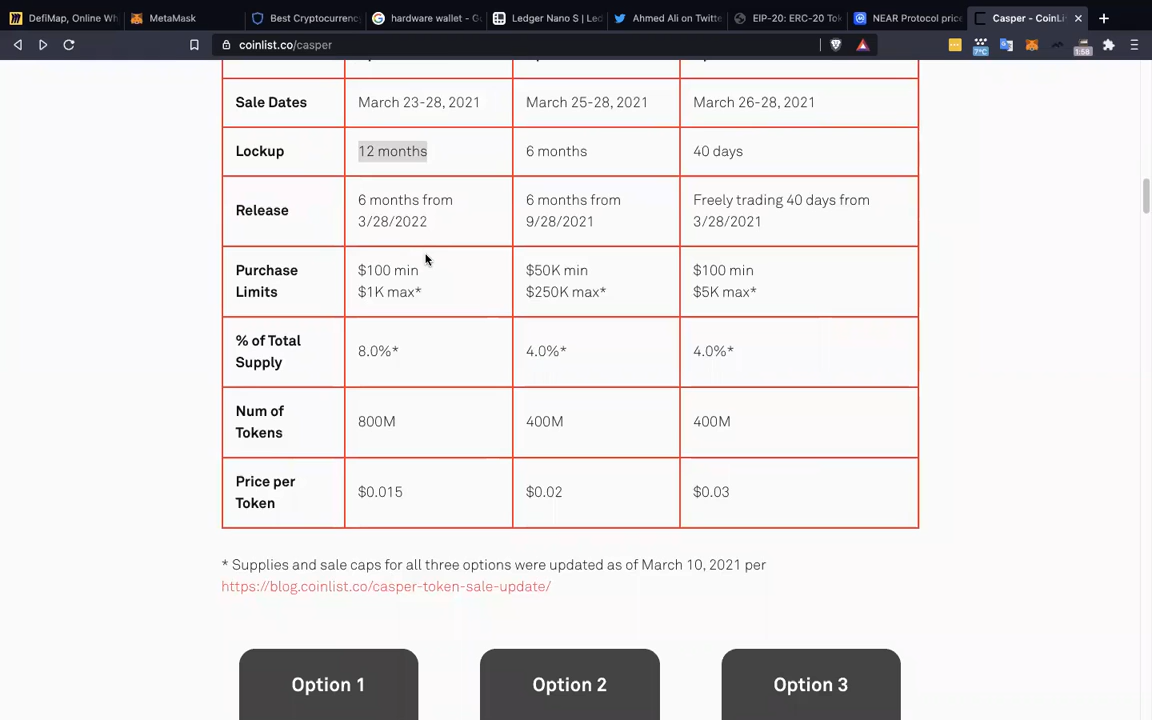 DefiMap, Online Wh
MetaMask
Best Cryptocurrenc
hardware wallet - G
Ledger Nano S | Led
Ahmed Ali on Twitte
EIP-20: ERC-20 Tok
NEAR Protocol price
Casper - CoinLis
coinlist.co/casper
7°C
1:58
Sale Dates March 23-28, 2021 March 25-28, 2021 March 26-28, 2021
Lockup 12 months 6 months 40 days
Release 6 months from 3/28/2022 6 months from 9/28/2021 Freely trading 40 days from 3/28/2021
Purchase Limits $100 min $1K max* $50K min $250K max* $100 min $5K max*
% of Total Supply 8.0%* 4.0%* 4.0%*
Num of Tokens 800M 400M 400M
Price per Token $0.015 $0.02 $0.03
* Supplies and sale caps for all three options were updated as of March 10, 2021 per
https://blog.coinlist.co/casper-token-sale-update/
Option 1 Option 2 Option 3